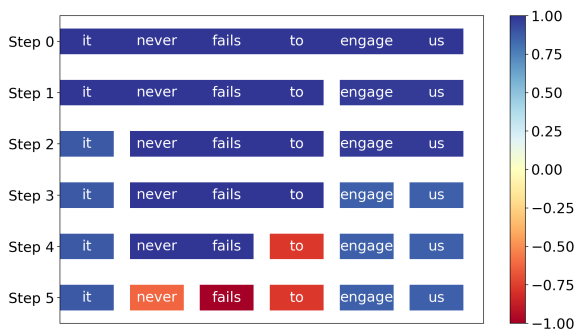 Step 0 it never fails to engage us
Step 1 it never fails to engage us
Step 2 it never fails to engage us
Step 3 it never fails to engage us
Step 4 it never fails to engage us
Step 5 it never fails to engage us
1.00
0.75
0.50
0.25
0.00
−0.25
−0.50
−0.75
−1.00